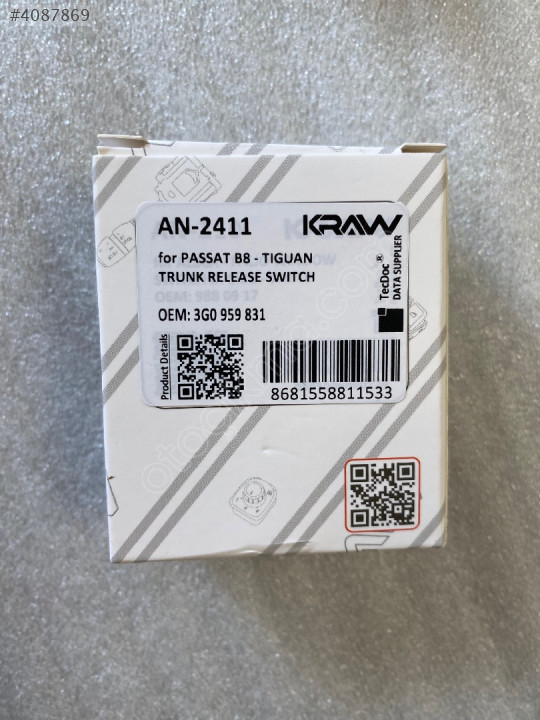 #4087869
AN-2411
KRAW
for PASSAT B8 - TIGUAN
TRUNK RELEASE SWITCH
OEM: 3G0 959 831
TecDoc®
DATA SUPPLIER
Product Details
8681558811533